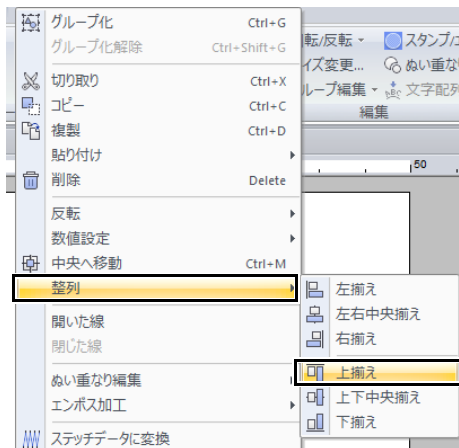 グループ化 Ctrl+G
グループ化解除 Ctrl+Shift+G
切り取り Ctrl+X
コピー Ctrl+C
複製 Ctrl+D
貼り付け
削除 Delete
反転
数値設定
中央へ移動 Ctrl+M
整列
開いた線
閉じた線
ぬい重なり編集
エンボス加工
ステッチデータに変換
転/反転
スタンプ/
イズ変更...
ぬい重な
ループ編集
文字配列
編集
50
左揃え
左右中央揃え
右揃え
上揃え
上下中央揃え
下揃え